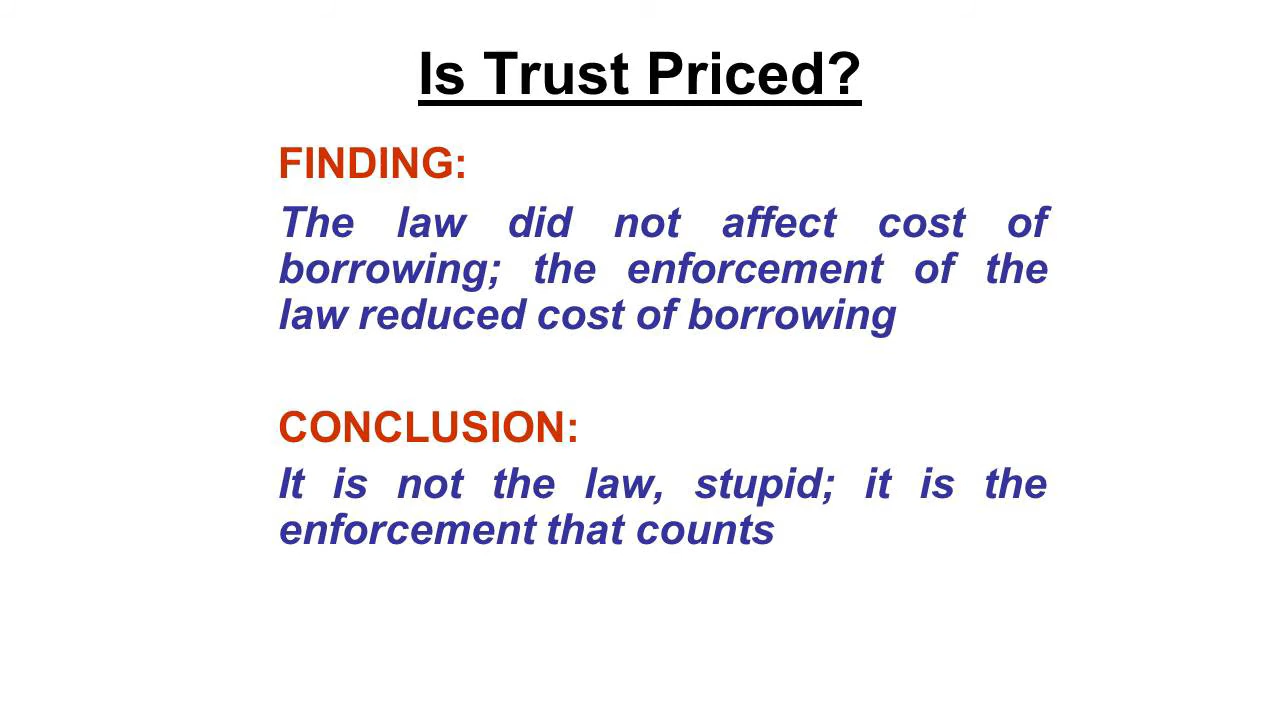 Is Trust Priced?
FINDING:
The law did not affect cost of
borrowing; the enforcement of the
law reduced cost of borrowing
CONCLUSION:
It is not the law, stupid; it is the
enforcement that counts